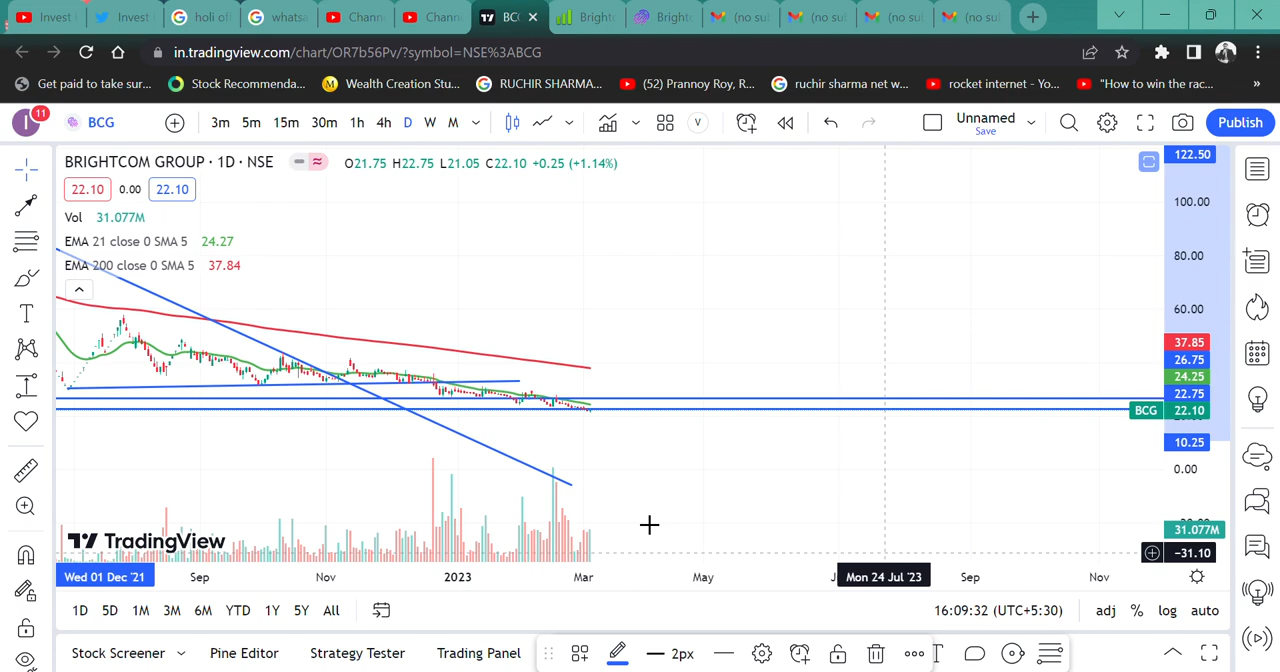 Invest Invest holi of whatsa Chann Chann BCG Brightc Brightc (no sul (no sul (no sul (no sul
in.tradingview.com/chart/OR7b56Pv/?symbol=NSE%3ABCG
Get paid to take sur... Stock Recommenda... Wealth Creation Stu... RUCHIR SHARMA... (52) Prannoy Roy, R... ruchir sharma net w... rocket internet - Yo... "How to win the rac... »
I 11 BCG 3m 5m 15m 30m 1h 4h D W M V Unnamed Save Publish
BRIGHTCOM GROUP · 1D · NSE O21.75 H22.75 L21.05 C22.10 +0.25 (+1.14%)
22.10 0.00 22.10
Vol 31.077M
EMA 21 close 0 SMA 5 24.27
EMA 200 close 0 SMA 5 37.84
122.50
100.00
80.00
60.00
37.85
26.75
24.25
22.75
BCG 22.10
10.25
0.00
31.077M
−31.10
TradingView
Wed 01 Dec '21 Sep Nov 2023 Mar May Mon 24 Jul '23 Sep Nov
1D 5D 1M 3M 6M YTD 1Y 5Y All 16:09:32 (UTC+5:30) adj % log auto
Stock Screener Pine Editor Strategy Tester Trading Panel 2px